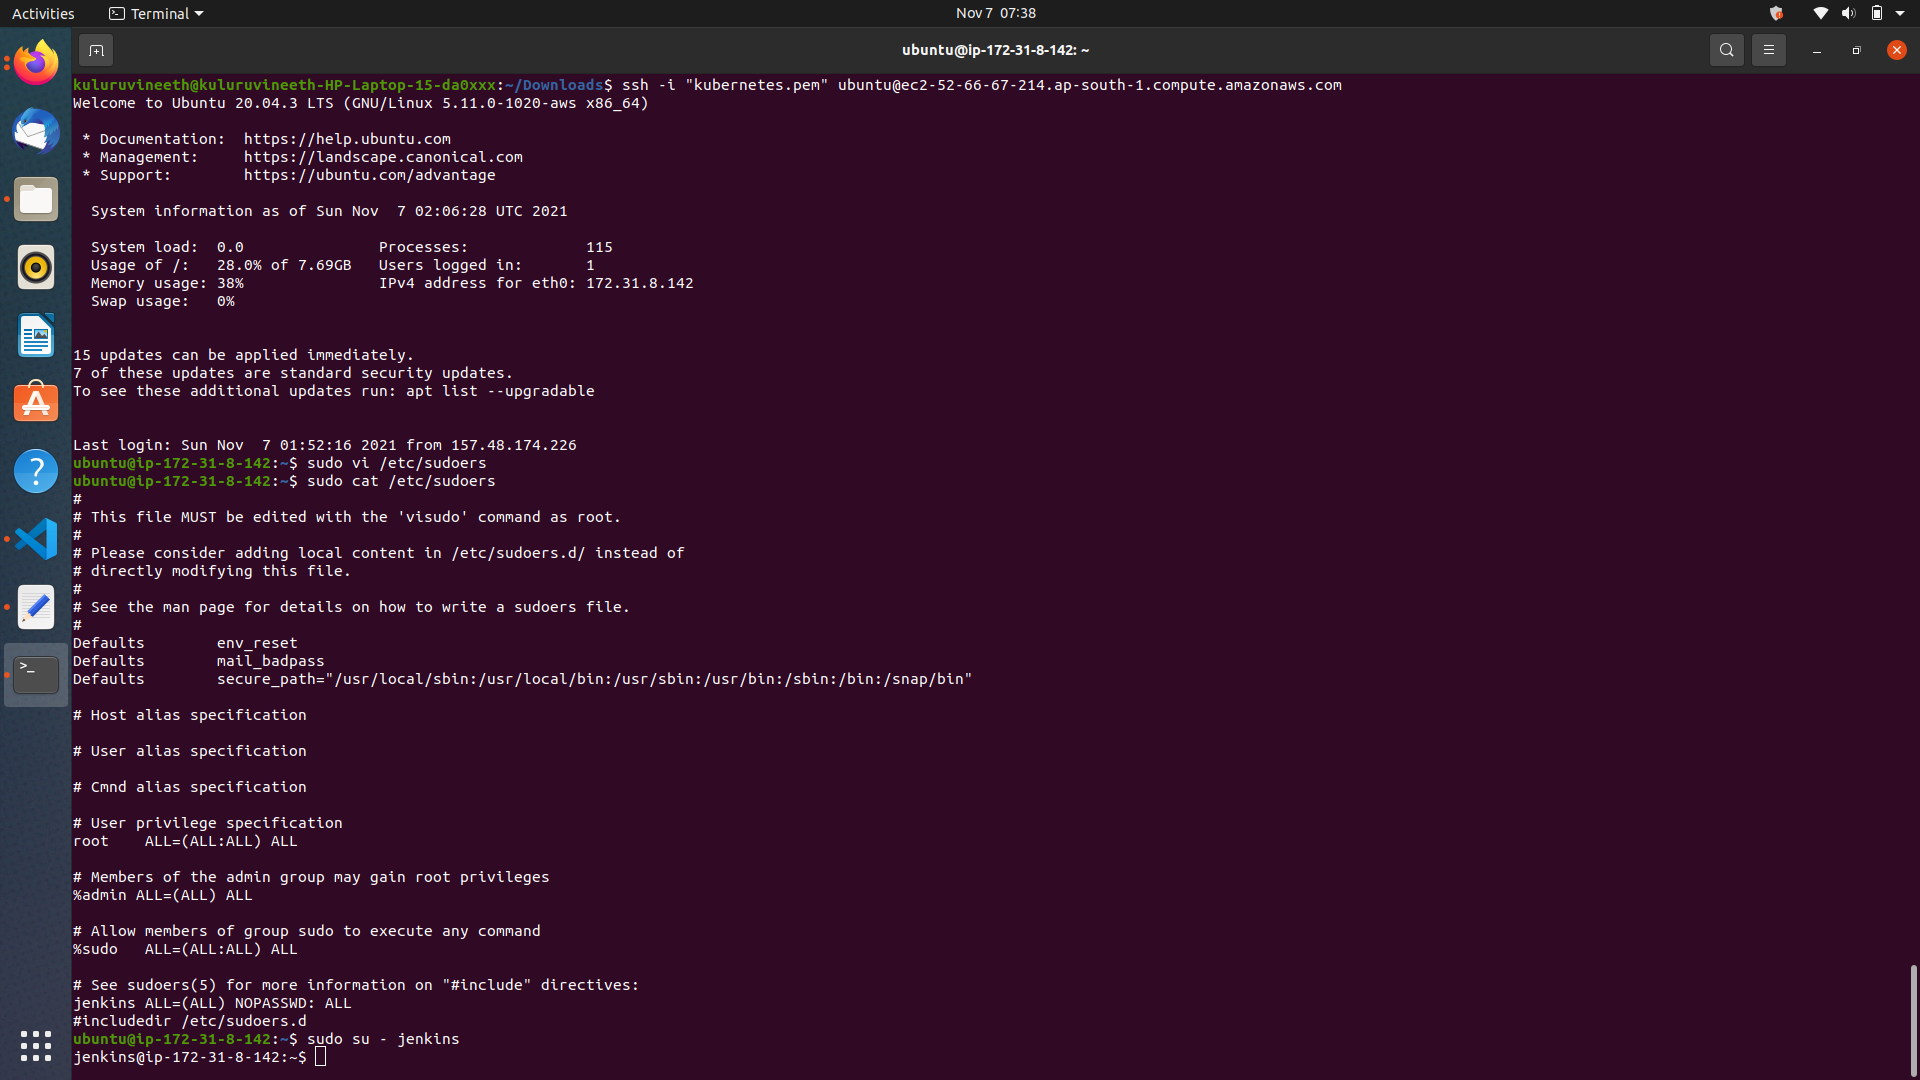 Activities Terminal Nov 7 07:38
ubuntu@ip-172-31-8-142: ~
kuluruvineeth@kuluruvineeth-HP-Laptop-15-da0xxx:~/Downloads$ ssh -i "kubernetes.pem" ubuntu@ec2-52-66-67-214.ap-south-1.compute.amazonaws.com
Welcome to Ubuntu 20.04.3 LTS (GNU/Linux 5.11.0-1020-aws x86_64)
* Documentation: https://help.ubuntu.com
* Management: https://landscape.canonical.com
* Support: https://ubuntu.com/advantage
System information as of Sun Nov 7 02:06:28 UTC 2021
System load: 0.0 Processes: 115
Usage of /: 28.0% of 7.69GB Users logged in: 1
Memory usage: 38% IPv4 address for eth0: 172.31.8.142
Swap usage: 0%
15 updates can be applied immediately.
7 of these updates are standard security updates.
To see these additional updates run: apt list --upgradable
Last login: Sun Nov 7 01:52:16 2021 from 157.48.174.226
ubuntu@ip-172-31-8-142:~$ sudo vi /etc/sudoers
ubuntu@ip-172-31-8-142:~$ sudo cat /etc/sudoers
#
# This file MUST be edited with the 'visudo' command as root.
#
# Please consider adding local content in /etc/sudoers.d/ instead of
# directly modifying this file.
#
# See the man page for details on how to write a sudoers file.
#
Defaults env_reset
Defaults mail_badpass
Defaults secure_path="/usr/local/sbin:/usr/local/bin:/usr/sbin:/usr/bin:/sbin:/bin:/snap/bin"
# Host alias specification
# User alias specification
# Cmnd alias specification
# User privilege specification
root ALL=(ALL:ALL) ALL
# Members of the admin group may gain root privileges
%admin ALL=(ALL) ALL
# Allow members of group sudo to execute any command
%sudo ALL=(ALL:ALL) ALL
# See sudoers(5) for more information on "#include" directives:
jenkins ALL=(ALL) NOPASSWD: ALL
#includedir /etc/sudoers.d
ubuntu@ip-172-31-8-142:~$ sudo su - jenkins
jenkins@ip-172-31-8-142:~$